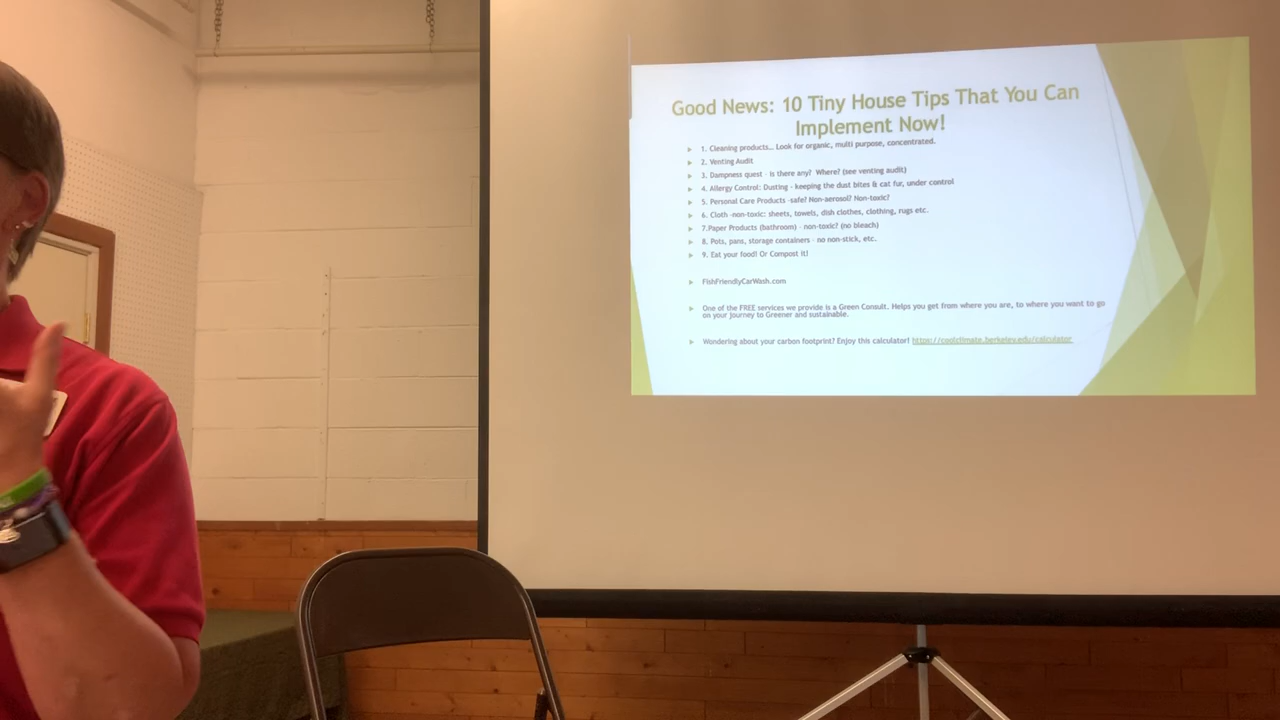 Good News: 10 Tiny House Tips That You Can
Implement Now!
1. Cleaning products… Look for organic, multi purpose, concentrated.
2. Venting Audit
3. Dampness quest - is there any? Where? (see venting audit)
4. Allergy Control: Dusting - keeping the dust bites & cat fur, under control
5. Personal Care Products -safe? Non-aerosol? Non-toxic?
6. Cloth -non-toxic: sheets, towels, dish clothes, clothing, rugs etc.
7.Paper Products (bathroom) - non-toxic? (no bleach)
8. Pots, pans, storage containers - no non-stick, etc.
9. Eat your food! Or Compost it!
FishFriendlyCarWash.com
One of the FREE services we provide is a Green Consult. Helps you get from where you are, to where you want to go
on your journey to Greener and sustainable.
Wondering about your carbon footprint? Enjoy this calculator! https://coolclimate.berkeley.edu/calculator